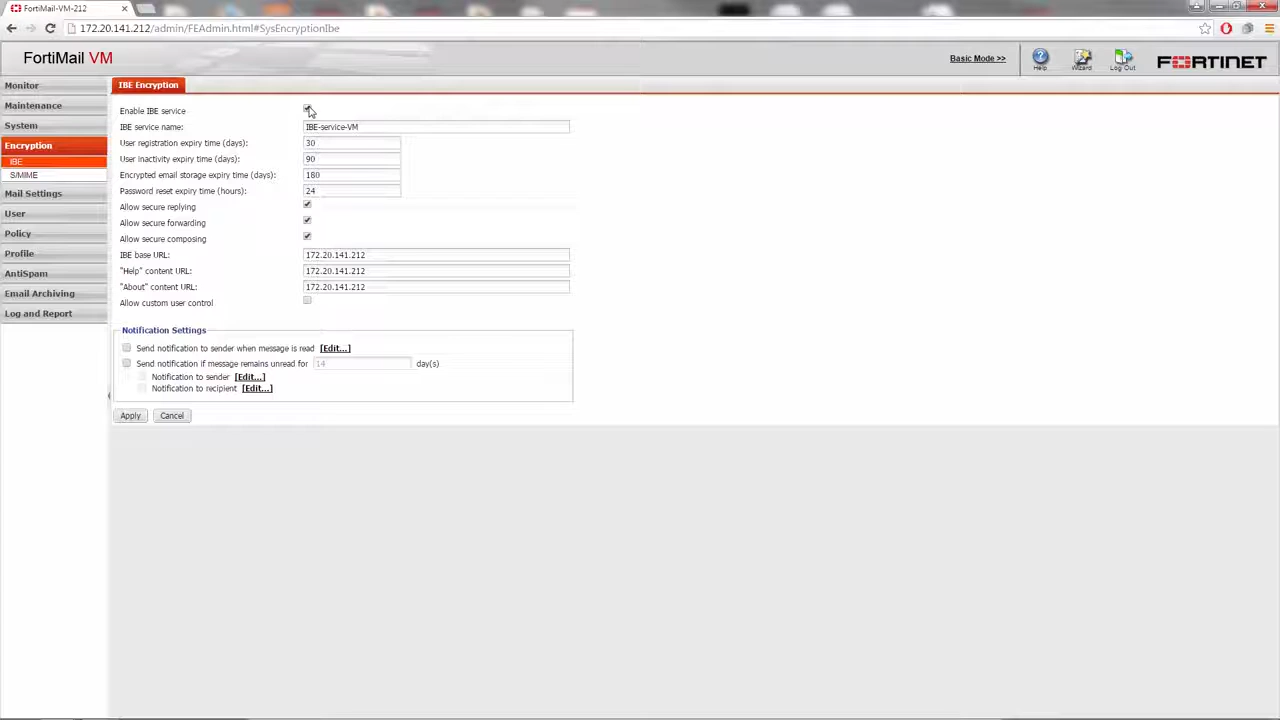 FortiMail-VM-212
172.20.141.212/admin/FEAdmin.html#SysEncryptionIbe
FortiMail VM
Basic Mode >>
Help
Wizard
Log Out
FORTINET
Monitor
Maintenance
System
Encryption
IBE
S/MIME
Mail Settings
User
Policy
Profile
AntiSpam
Email Archiving
Log and Report
IBE Encryption
Enable IBE service
IBE service name: IBE-service-VM
User registration expiry time (days): 30
User inactivity expiry time (days): 90
Encrypted email storage expiry time (days): 180
Password reset expiry time (hours): 24
Allow secure replying
Allow secure forwarding
Allow secure composing
IBE base URL: 172.20.141.212
"Help" content URL: 172.20.141.212
"About" content URL: 172.20.141.212
Allow custom user control
Notification Settings
Send notification to sender when message is read [Edit...]
Send notification if message remains unread for 14 day(s)
Notification to sender [Edit...]
Notification to recipient [Edit...]
Apply Cancel